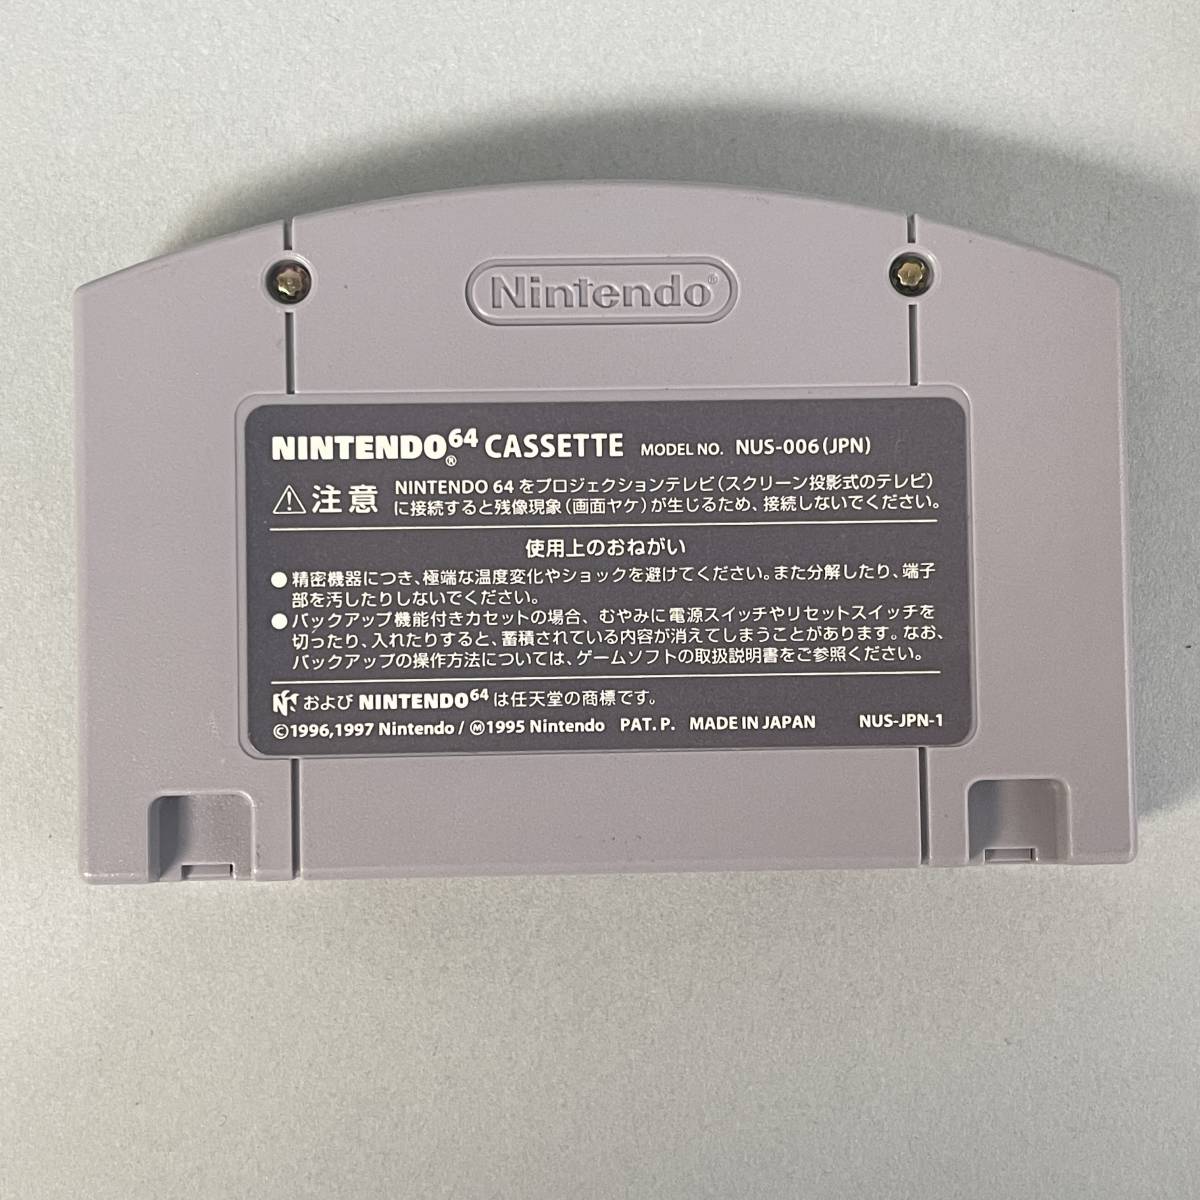 Nintendo®
NINTENDO64® CASSETTE MODEL NO. NUS-006(JPN)
⚠注意 NINTENDO 64 をプロジェクションテレビ(スクリーン投影式のテレビ)
に接続すると残像現象(画面ヤケ)が生じるため、接続しないでください。
使用上のおねがい
●精密機器につき、極端な温度変化やショックを避けてください。また分解したり、端子
部を汚したりしないでください。
●バックアップ機能付きカセットの場合、むやみに電源スイッチやリセットスイッチを
切ったり、入れたりすると、蓄積されている内容が消えてしまうことがあります。なお、
バックアップの操作方法については、ゲームソフトの取扱説明書をご参照ください。
および NINTENDO64 は任天堂の商標です。
©1996,1997 Nintendo / Ⓜ1995 Nintendo PAT. P. MADE IN JAPAN NUS-JPN-1